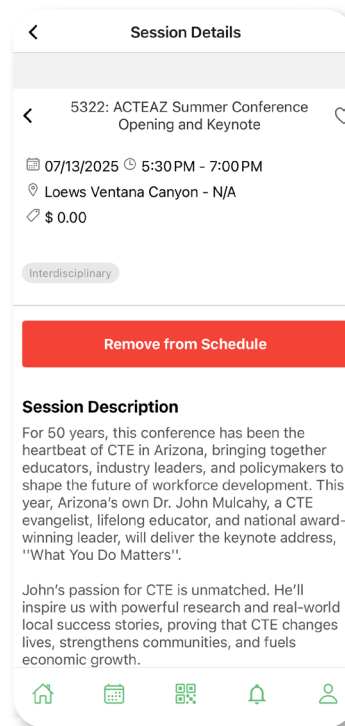 Session Details
5322: ACTEAZ Summer Conference
Opening and Keynote
07/13/2025 5:30 PM - 7:00 PM
Loews Ventana Canyon - N/A
$ 0.00
Interdisciplinary
Remove from Schedule
Session Description
For 50 years, this conference has been the
heartbeat of CTE in Arizona, bringing together
educators, industry leaders, and policymakers to
shape the future of workforce development. This
year, Arizona's own Dr. John Mulcahy, a CTE
evangelist, lifelong educator, and national award-
winning leader, will deliver the keynote address,
''What You Do Matters''.
John's passion for CTE is unmatched. He'll
inspire us with powerful research and real-world
local success stories, proving that CTE changes
lives, strengthens communities, and fuels
economic growth.